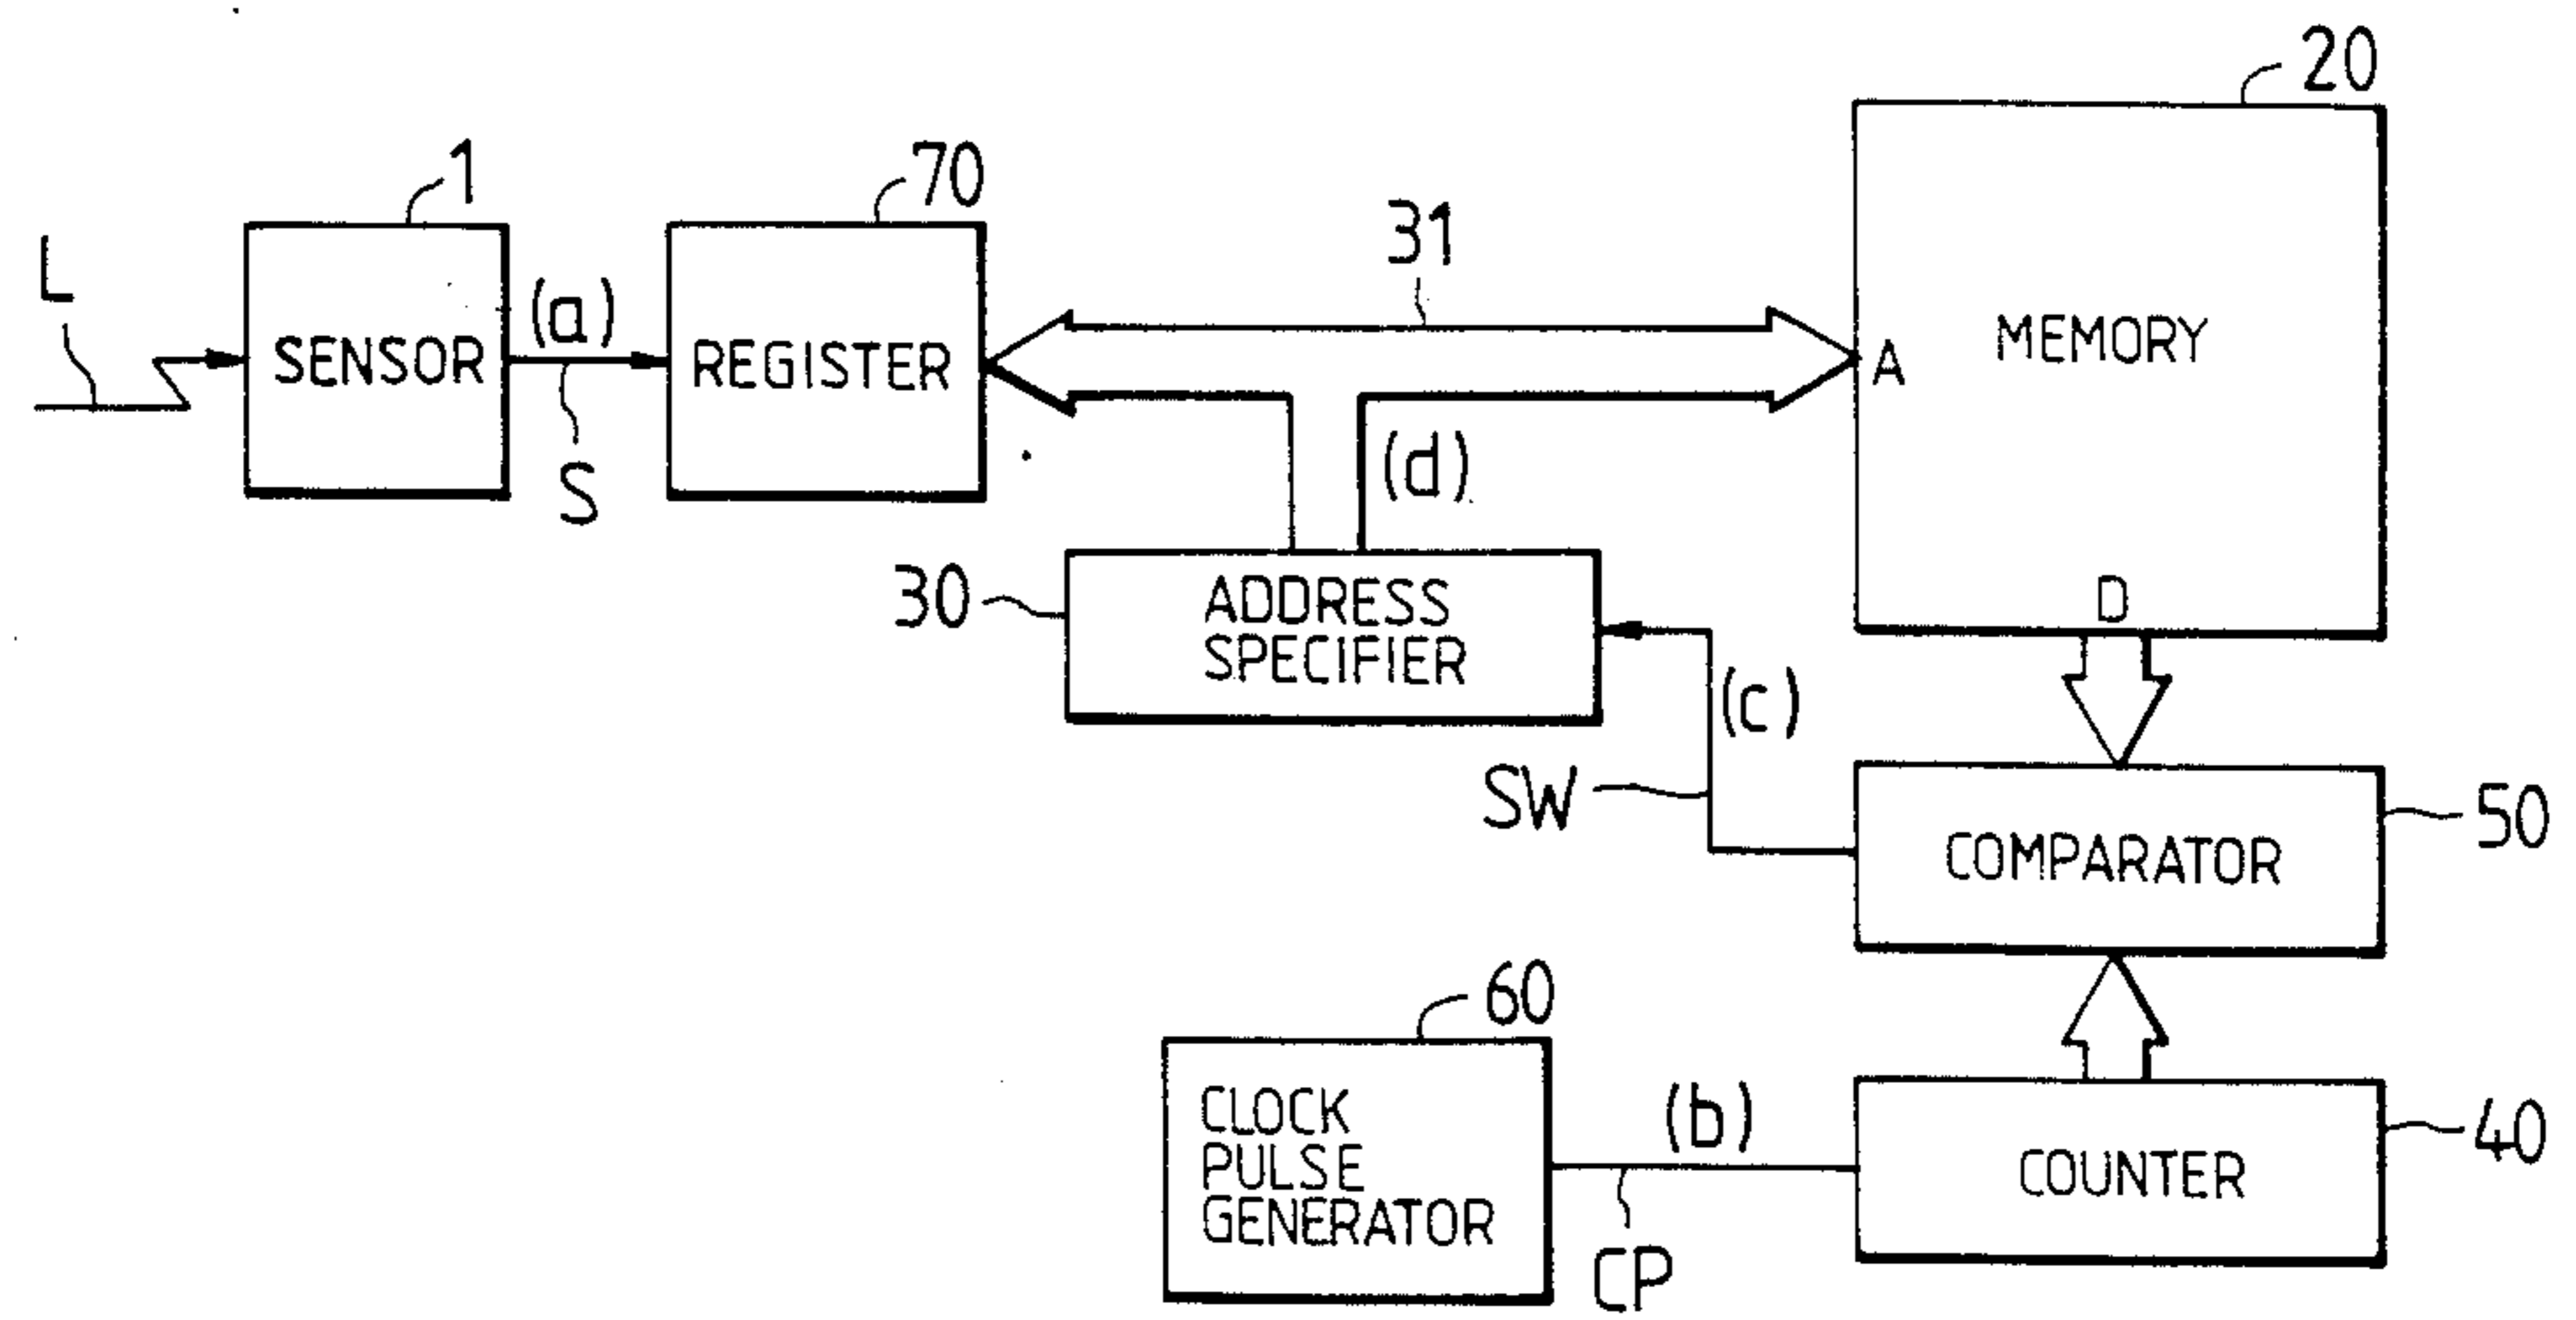 20
1
70
31
L
(a)
SENSOR
REGISTER
A
MEMORY
S
(d)
30
ADDRESS
SPECIFIER
D
(c)
SW
50
COMPARATOR
60
CLOCK
PULSE
GENERATOR
(b)
40
COUNTER
CP